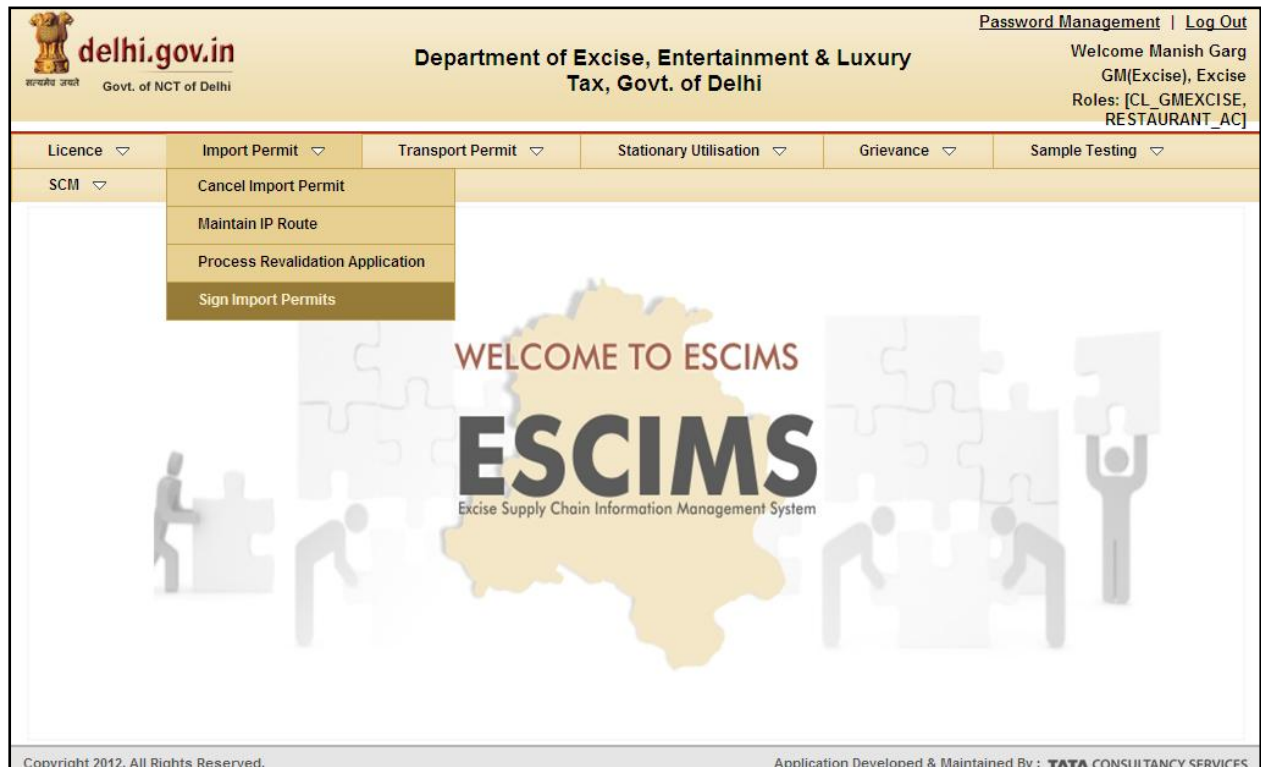 Password Management | Log Out
delhi.gov.in
सत्यमेव जयते
Govt. of NCT of Delhi
Department of Excise, Entertainment & Luxury
Tax, Govt. of Delhi
Welcome Manish Garg
GM(Excise), Excise
Roles: [CL_GMEXCISE,
RESTAURANT_AC]
Licence Import Permit Transport Permit Stationary Utilisation Grievance Sample Testing
SCM
Cancel Import Permit
Maintain IP Route
Process Revalidation Application
Sign Import Permits
WELCOME TO ESCIMS
ESCIMS
Excise Supply Chain Information Management System
Copyright 2012. All Rights Reserved. Application Developed & Maintained By : TATA CONSULTANCY SERVICES